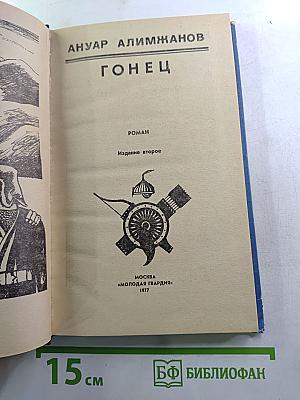 АНУАР АЛИМЖАНОВ
ГОНЕЦ
РОМАН
Издание второе
МОСКВА
«МОЛОДАЯ ГВАРДИЯ»
1977
15 см
БФ БИБЛИОФАН